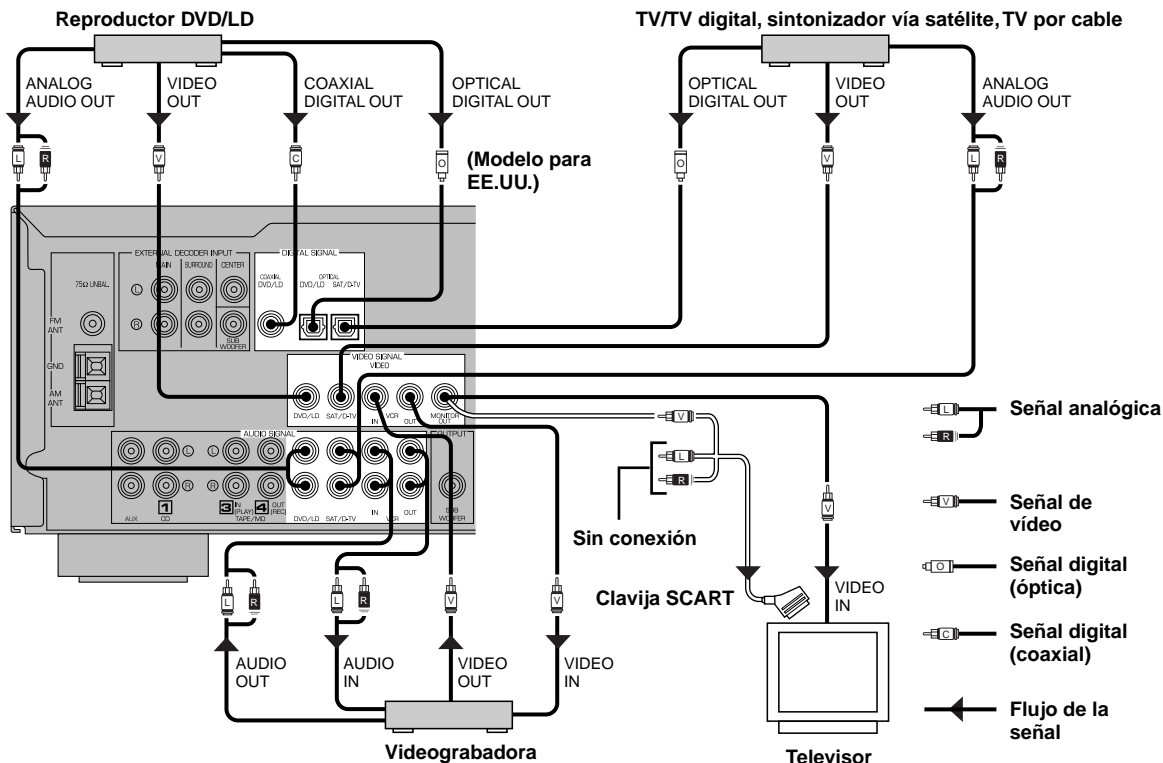 Reproductor DVD/LD
TV/TV digital, sintonizador vía satélite, TV por cable
ANALOG
AUDIO OUT
VIDEO
OUT
COAXIAL
DIGITAL OUT
OPTICAL
DIGITAL OUT
OPTICAL
DIGITAL OUT
VIDEO
OUT
ANALOG
AUDIO OUT
L
R
V
C
O
(Modelo para
EE.UU.)
O
V
L
R
EXTERNAL DECODER INPUT
MAIN
SURROUND
CENTER
L
R
SUB
WOOFER
DIGITAL SIGNAL
COAXIAL
DVD/LD
OPTICAL
DVD/LD
SAT/D-TV
75Ω UNBAL.
FM
ANT
GND
AM
ANT
VIDEO SIGNAL
VIDEO
DVD/LD
SAT/D-TV
IN
VCR
OUT
MONITOR
OUT
AUDIO SIGNAL
OUTPUT
L
L
R
R
AUX
1
CD
3
IN
(PLAY)
4
OUT
(REC)
TAPE/MD
DVD/LD
SAT/D-TV
IN
VCR
OUT
SUB
WOOFER
V
L
R
Sin conexión
Clavija SCART
V
VIDEO
IN
Televisor
L
R
L
R
V
V
AUDIO
OUT
AUDIO
IN
VIDEO
OUT
VIDEO
IN
Videograbadora
L
R
Señal analógica
V
Señal de
vídeo
O
Señal digital
(óptica)
C
Señal digital
(coaxial)
Flujo de la
señal